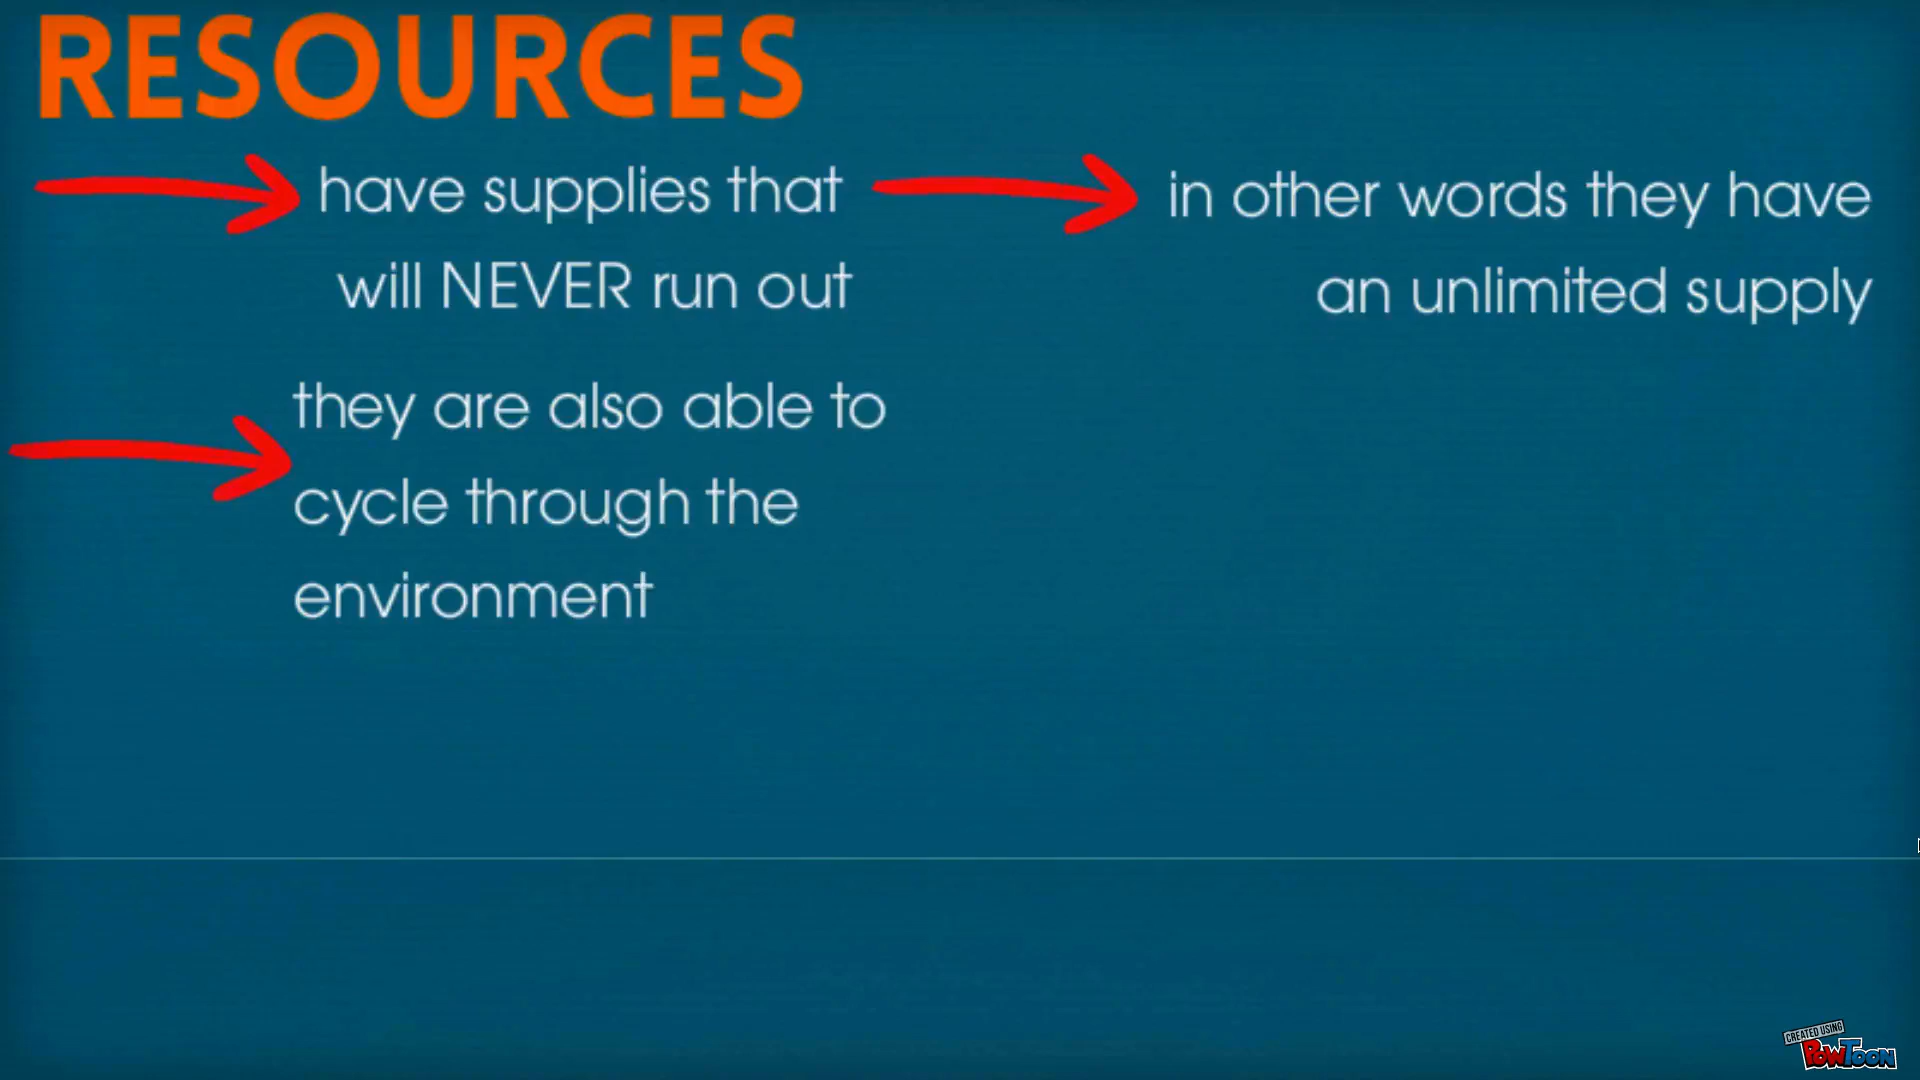 RESOURCES
have supplies that
will NEVER run out
in other words they have
an unlimited supply
they are also able to
cycle through the
environment
CREATED USING
POWTOON